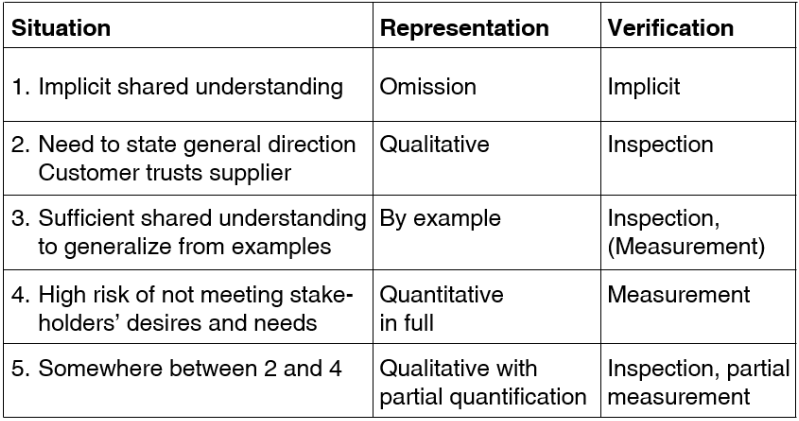 Situation Representation Verification
1. Implicit shared understanding Omission Implicit
2. Need to state general direction Qualitative Inspection
Customer trusts supplier
3. Sufficient shared understanding By example Inspection,
to generalize from examples (Measurement)
4. High risk of not meeting stake- Quantitative Measurement
holders’ desires and needs in full
5. Somewhere between 2 and 4 Qualitative with Inspection, partial
partial quantification measurement